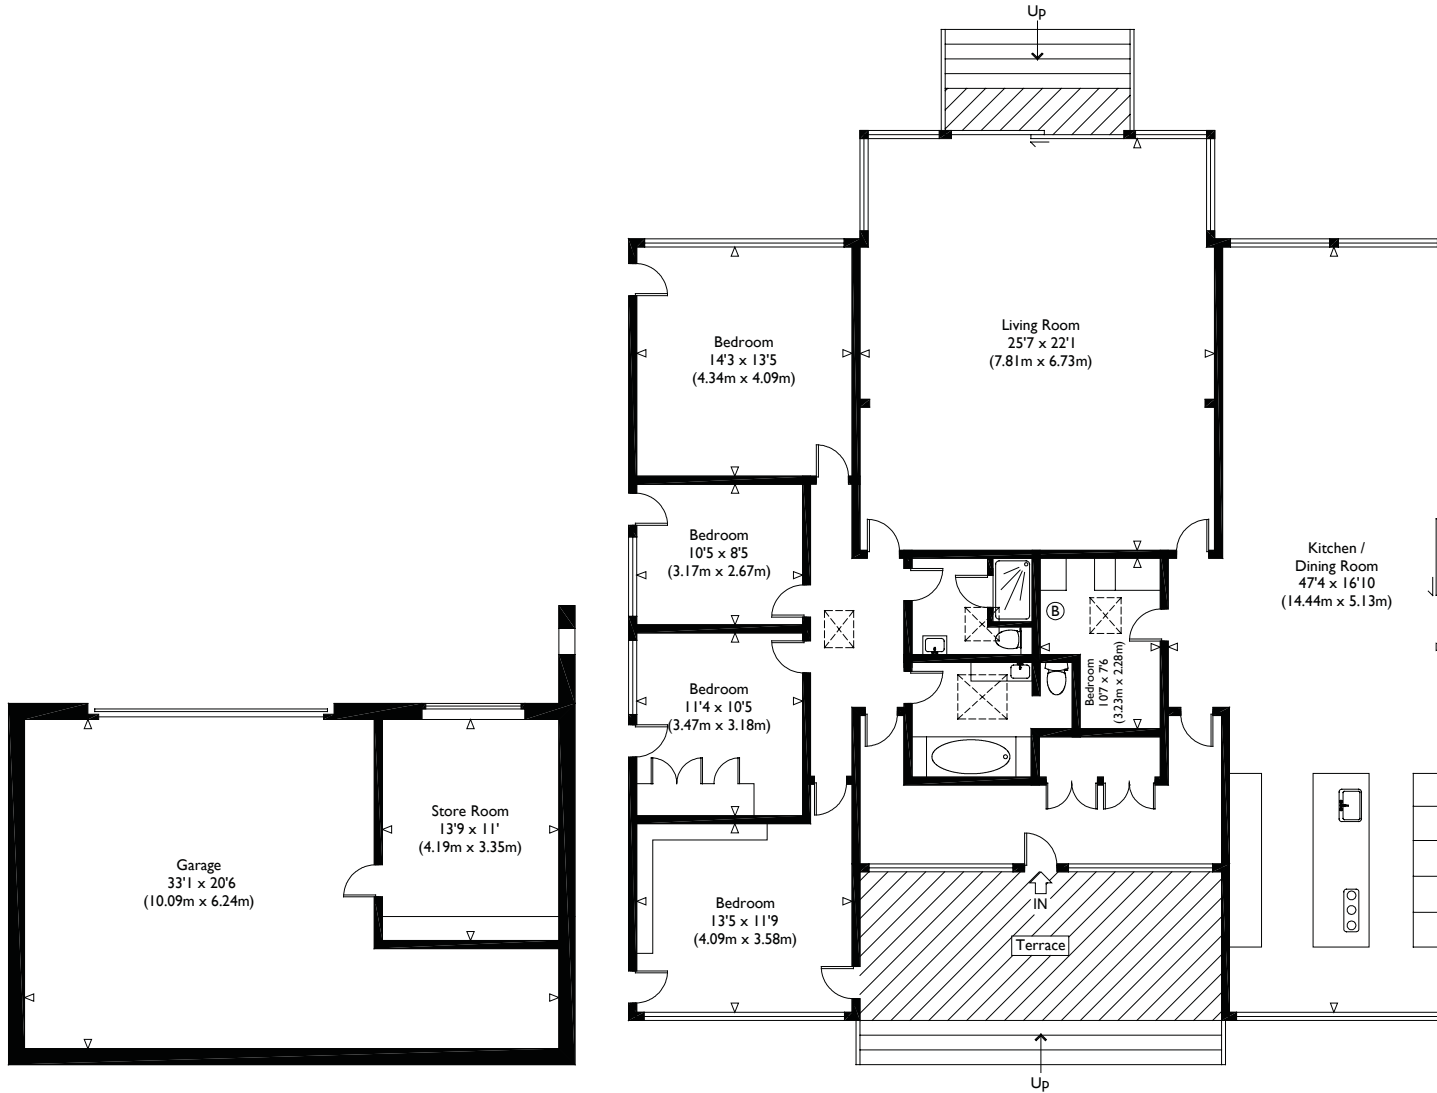 Up
Living Room
25'7 x 22'1
(7.81m x 6.73m)
Bedroom
14'3 x 13'5
(4.34m x 4.09m)
Bedroom
10'5 x 8'5
(3.17m x 2.67m)
Kitchen /
Dining Room
47'4 x 16'10
(14.44m x 5.13m)
B
Bedroom
10'7 x 7'6
(3.23m x 2.28m)
Bedroom
11'4 x 10'5
(3.47m x 3.18m)
Store Room
13'9 x 11'
(4.19m x 3.35m)
Garage
33'1 x 20'6
(10.09m x 6.24m)
Bedroom
13'5 x 11'9
(4.09m x 3.58m)
IN
Terrace
Up